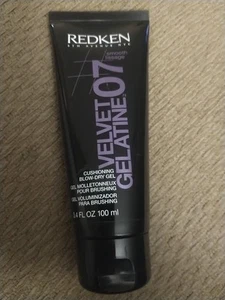 REDKEN
5TH AVENUE NYC
VELVET
GELATINE 07
CUSHIONING
BLOW-DRY GEL
GEL MOLLETONNEUX
POUR BRUSHING
GEL VOLUMINIZADOR
PARA BRUSHING
3.4 FL OZ 100 ml